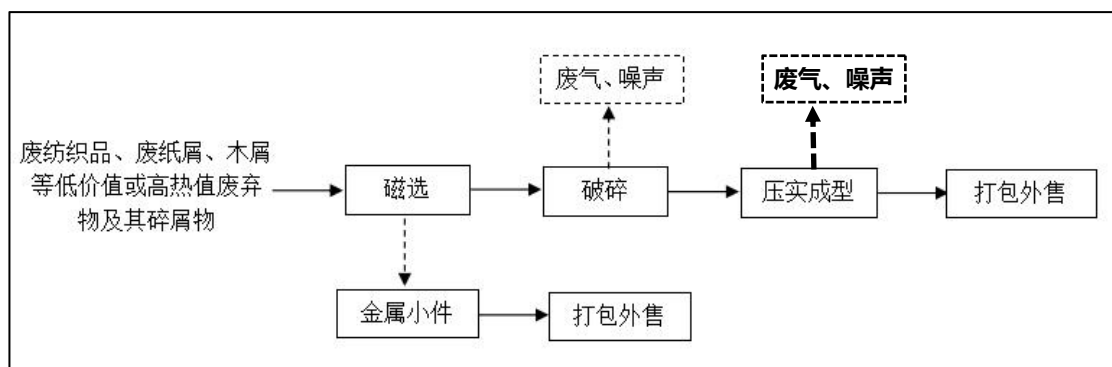 废气、噪声
废气、噪声
废纺织品、废纸屑、木屑
等低价值或高热值废弃
物及其碎屑物
磁选
破碎
压实成型
打包外售
金属小件
打包外售